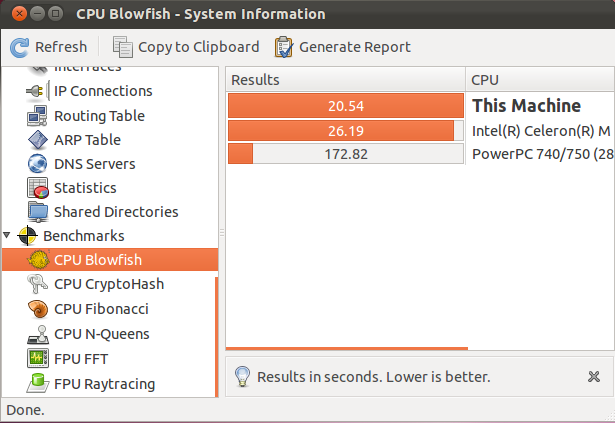 CPU Blowfish - System Information
Refresh Copy to Clipboard Generate Report
Interfaces
IP Connections
Routing Table
ARP Table
DNS Servers
Statistics
Shared Directories
Benchmarks
CPU Blowfish
CPU CryptoHash
CPU Fibonacci
CPU N-Queens
FPU FFT
FPU Raytracing
Results CPU
20.54 This Machine
26.19 Intel(R) Celeron(R) M
172.82 PowerPC 740/750 (28
Results in seconds. Lower is better.
Done.